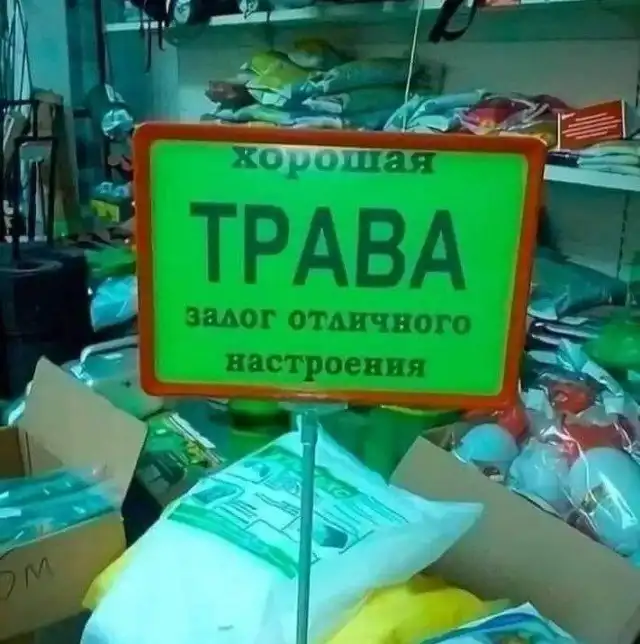 хорошая
ТРАВА
залог отличного
настроения